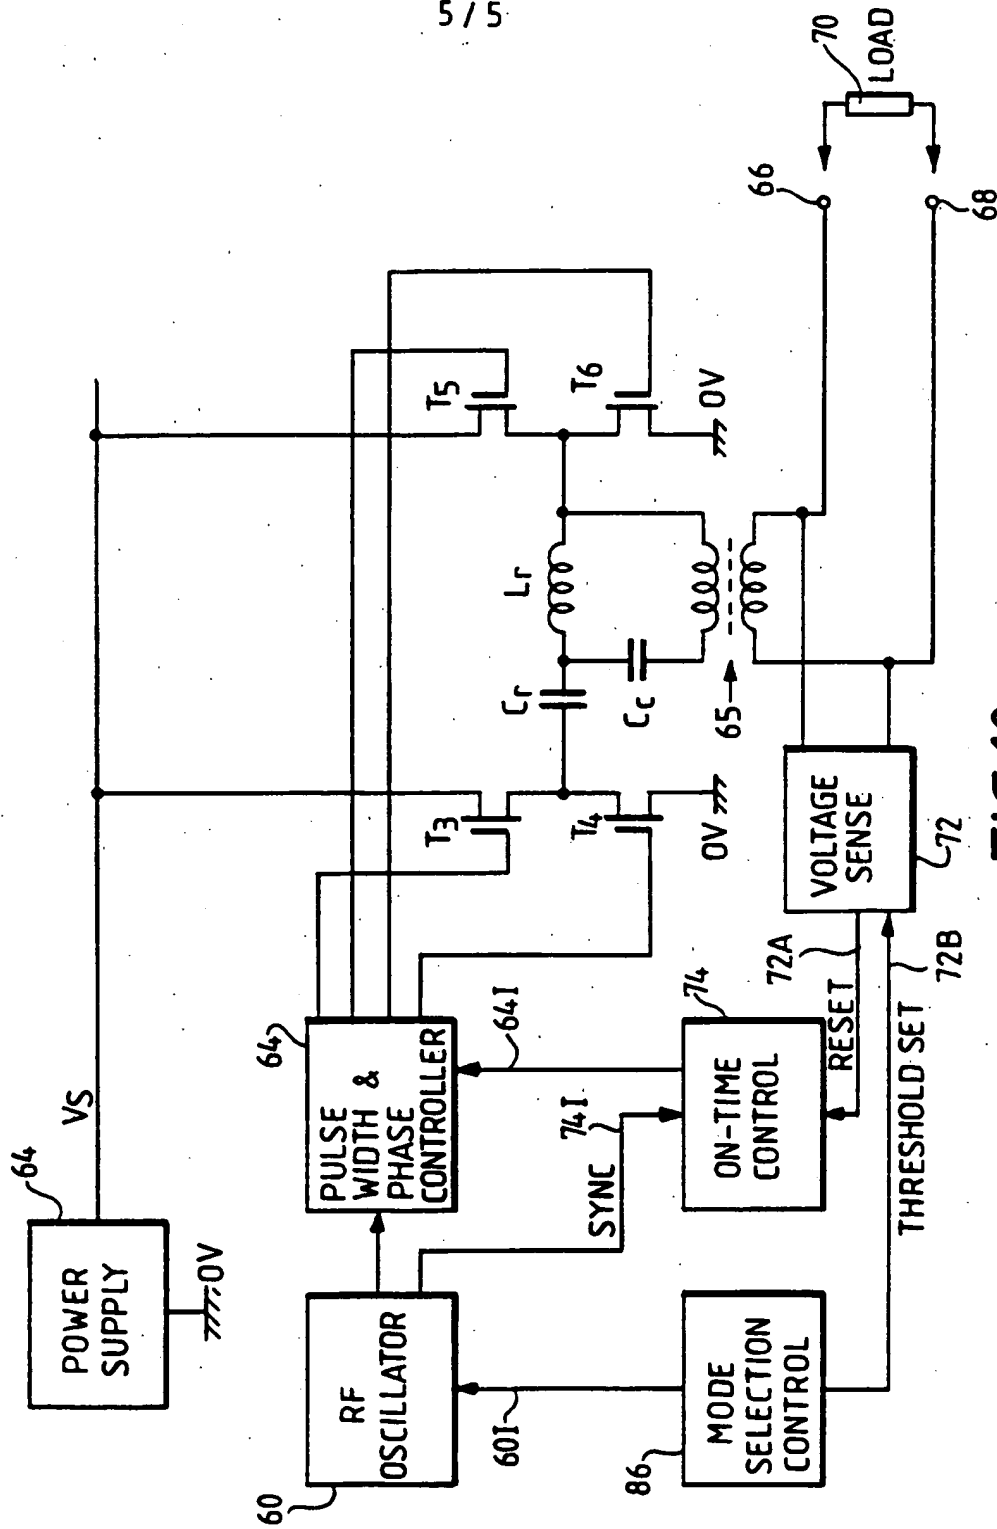 5/5
64
POWER
SUPPLY
0V
VS
60
RF
OSCILLATOR
60I
86
MODE
SELECTION
CONTROL
64
PULSE
WIDTH &
PHASE
CONTROLLER
SYNC
74I
64I
74
ON-TIME
CONTROL
RESET
72A
THRESHOLD SET
72B
VOLTAGE
SENSE
72
T3
T4
0V
Cr
Lr
Cc
65
T5
T6
0V
66
68
70
LOAD